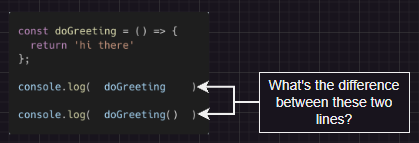 const doGreeting = () => {
  return 'hi there'
};
console.log(  doGreeting    )
console.log(  doGreeting()  )
What's the difference
between these two
lines?